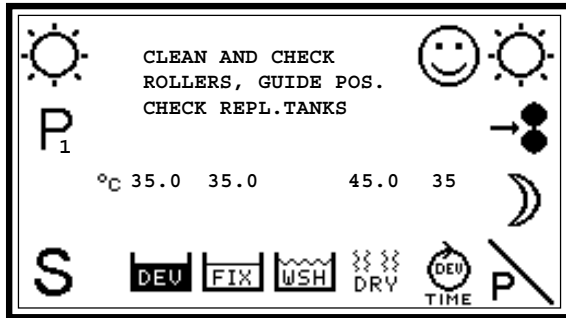 CLEAN AND CHECK
ROLLERS, GUIDE POS.
CHECK REPL.TANKS
P1
°C 35.0 35.0 45.0 35
S DEV FIX WSH DRY DEV TIME P